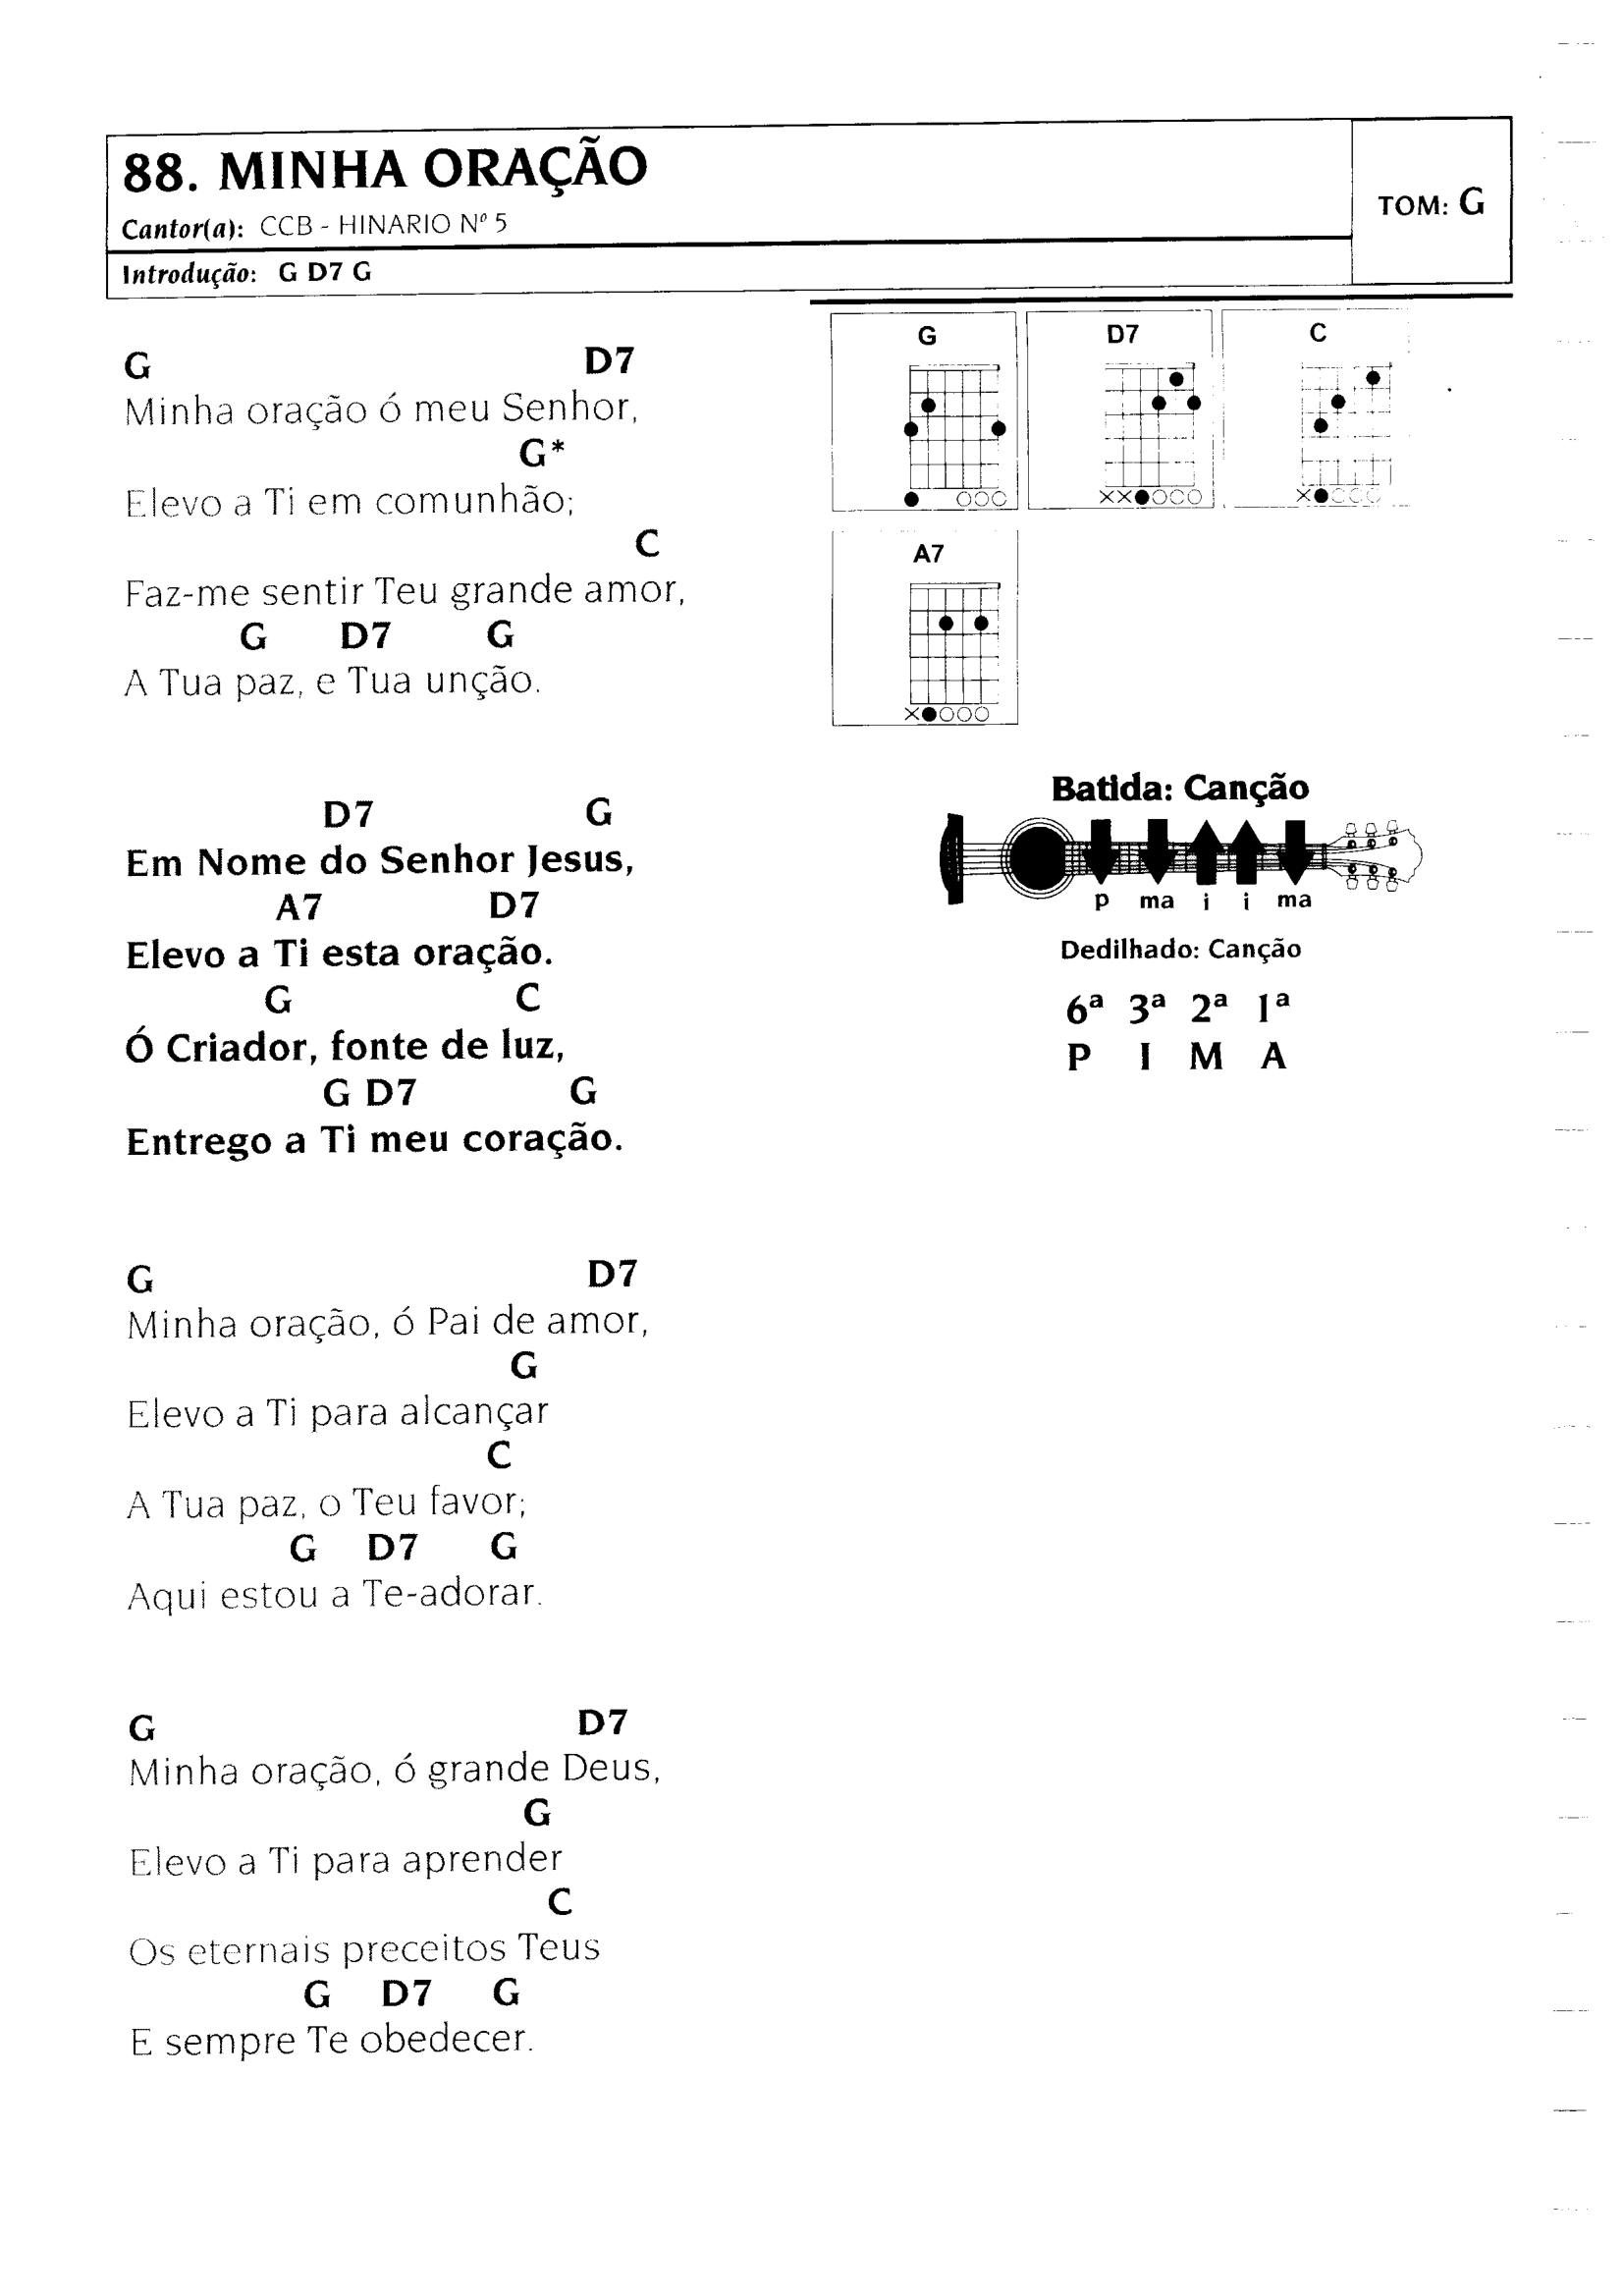 88. MINHA ORAÇÃO
Cantor(a): CCB - HINARIO Nº 5
TOM: G
Introdução: G D7 G
G D7
Minha oração ó meu Senhor,
G*
Elevo a Ti em comunhão;
C
Faz-me sentir Teu grande amor,
G D7 G
A Tua paz, e Tua unção.
D7 G
Em Nome do Senhor Jesus,
A7 D7
Elevo a Ti esta oração.
G C
Ó Criador, fonte de luz,
G D7 G
Entrego a Ti meu coração.
G D7
Minha oração, ó Pai de amor,
G
Elevo a Ti para alcançar
C
A Tua paz, o Teu favor;
G D7 G
Aqui estou a Te-adorar.
G D7
Minha oração, ó grande Deus,
G
Elevo a Ti para aprender
C
Os eternais preceitos Teus
G D7 G
E sempre Te obedecer.
G D7 C
A7
Batida: Canção
p ma i i ma
Dedilhado: Canção
6ª 3ª 2ª 1ª
P I M A